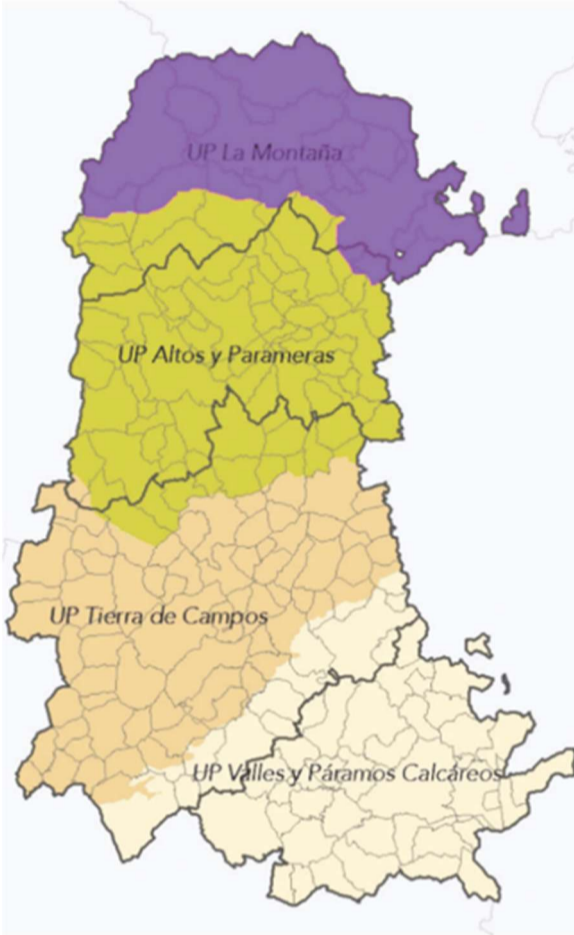 UP La Montaña
UP Altos y Parameras
UP Tierra de Campos
UP Valles y Páramos Calcáreos